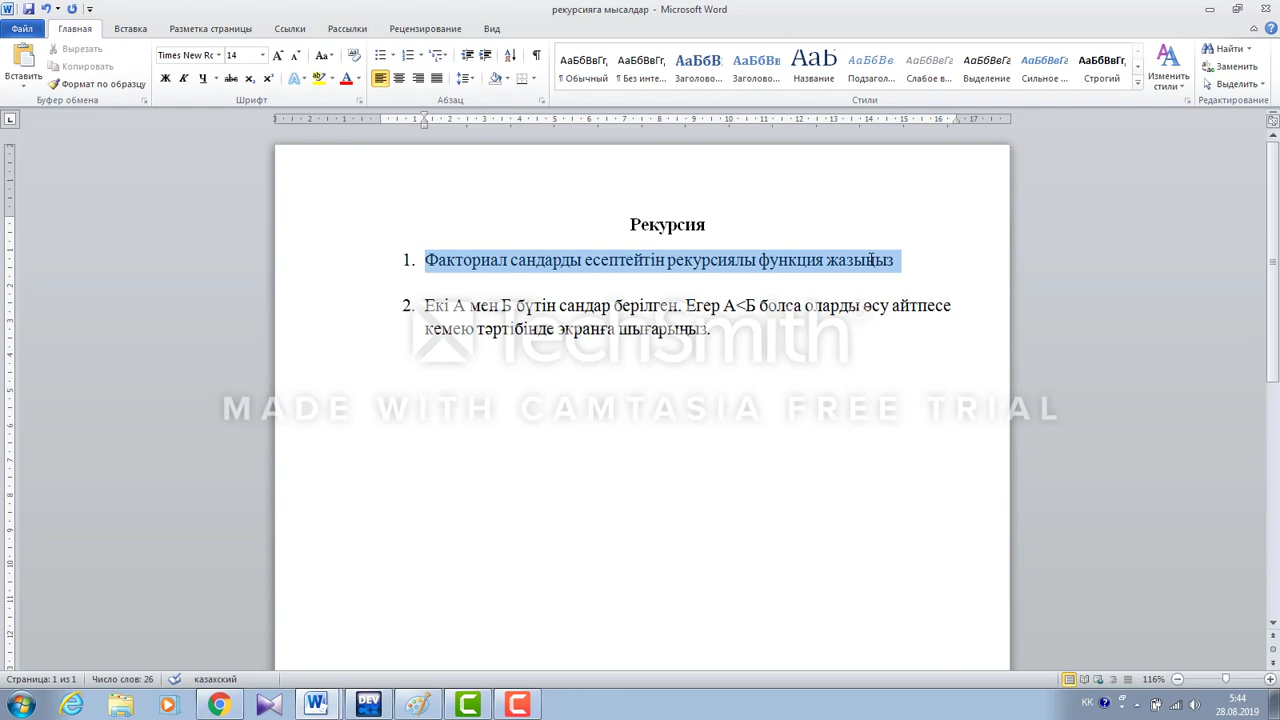 рекурсияга мысалдар - Microsoft Word
Файл Главная Вставка Разметка страницы Ссылки Рассылки Рецензирование Вид
Вставить
Вырезать
Копировать
Формат по образцу
Буфер обмена
Times New Ro 14
Шрифт
Абзац
АаБбВвГг АаБбВвГг АаБбВ АаБбВв АаБ АаБбВв АаБбВвГг АаБбВвГг АаБбВвГг АаБбВвГг
¶ Обычный ¶ Без инте... Заголово... Заголово... Название Подзагол... Слабое в... Выделение Сильное ... Строгий
Стили
Изменить стили
Найти
Заменить
Выделить
Редактирование
Рекурсия
1. Факториал сандарды есептейтін рекурсиялы функция жазыңыз
2. Екі А мен Б бүтін сандар берілген. Егер А<Б болса оларды өсу айтпесе
кемею тәртібінде экранға шығарыңыз.
TechSmith
MADE WITH CAMTASIA FREE TRIAL
Страница: 1 из 1 Число слов: 26 казахский 116%
DEV C++
KK 5:44
28.08.2019